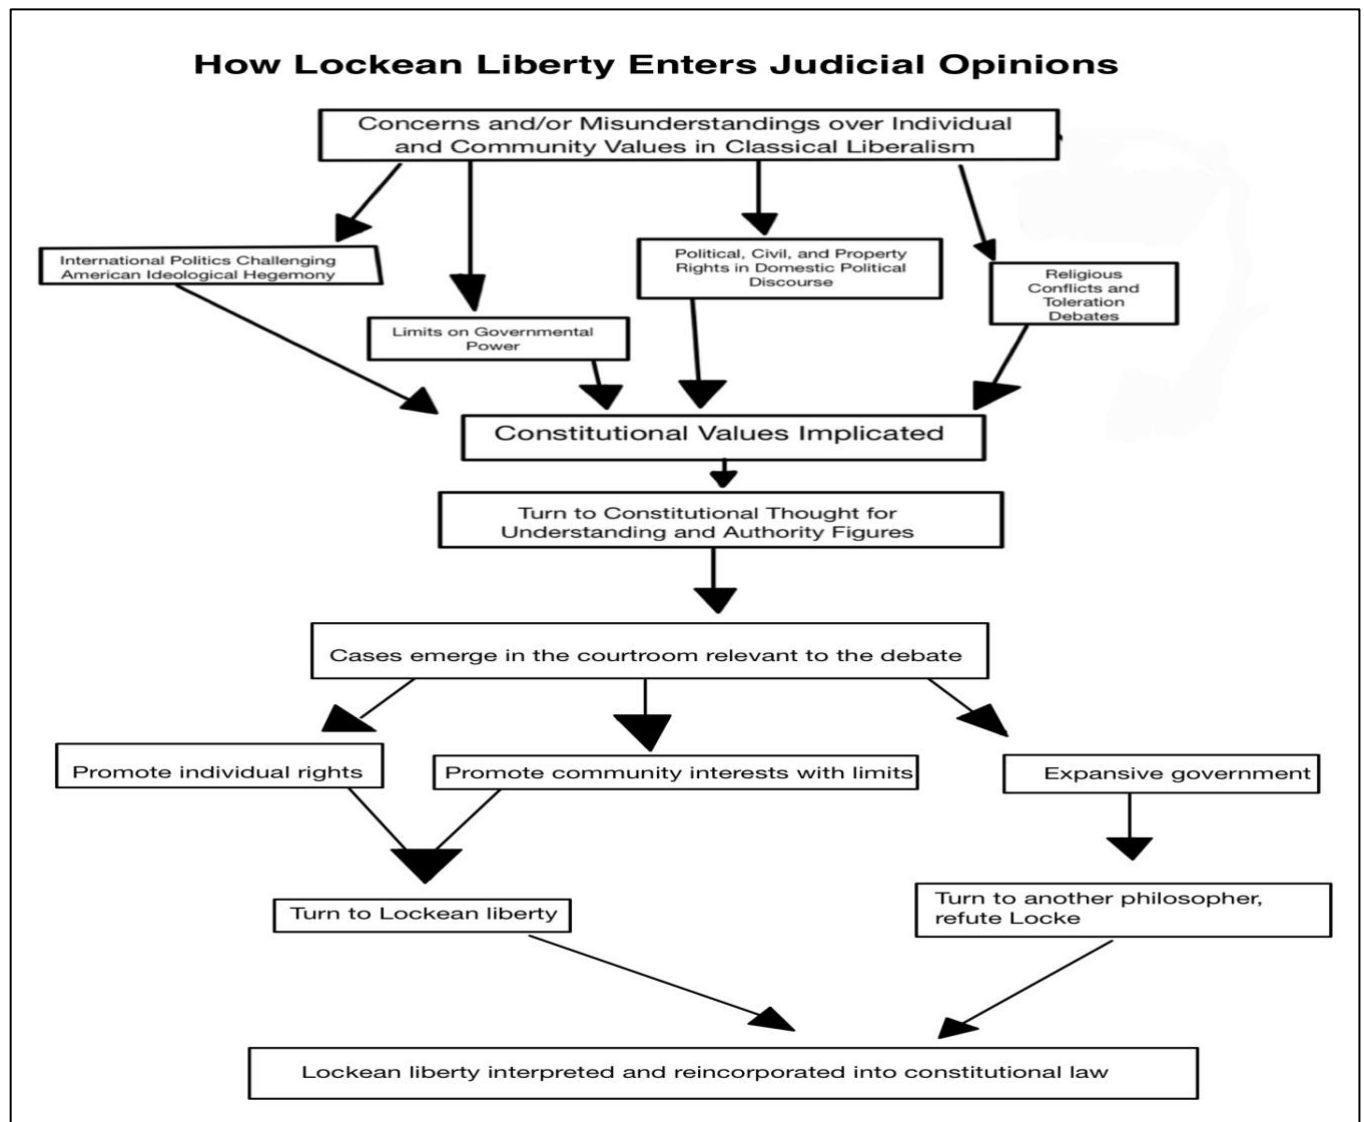 How Lockean Liberty Enters Judicial Opinions
Concerns and/or Misunderstandings over Individual
and Community Values in Classical Liberalism
International Politics Challenging
American Ideological Hegemony
Limits on Governmental
Power
Political, Civil, and Property
Rights in Domestic Political
Discourse
Religious
Conflicts and
Toleration
Debates
Constitutional Values Implicated
Turn to Constitutional Thought for
Understanding and Authority Figures
Cases emerge in the courtroom relevant to the debate
Promote individual rights
Promote community interests with limits
Expansive government
Turn to Lockean liberty
Turn to another philosopher,
refute Locke
Lockean liberty interpreted and reincorporated into constitutional law